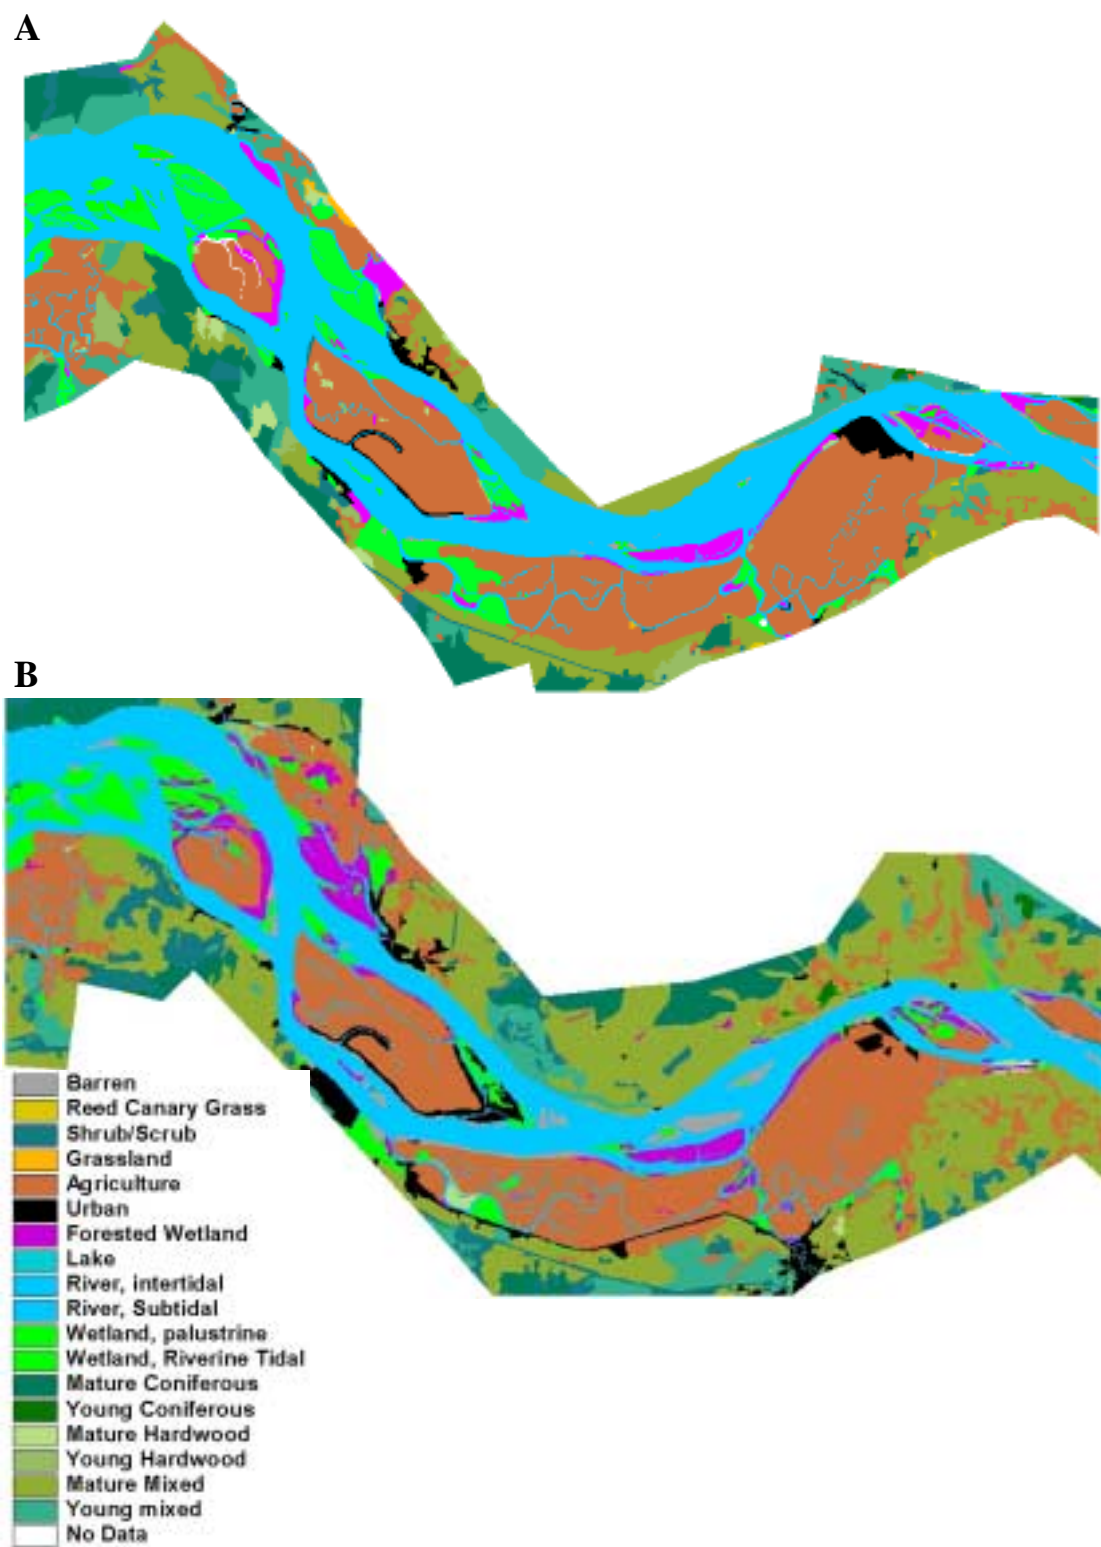 A
B
Barren
Reed Canary Grass
Shrub/Scrub
Grassland
Agriculture
Urban
Forested Wetland
Lake
River, intertidal
River, Subtidal
Wetland, palustrine
Wetland, Riverine Tidal
Mature Coniferous
Young Coniferous
Mature Hardwood
Young Hardwood
Mature Mixed
Young mixed
No Data